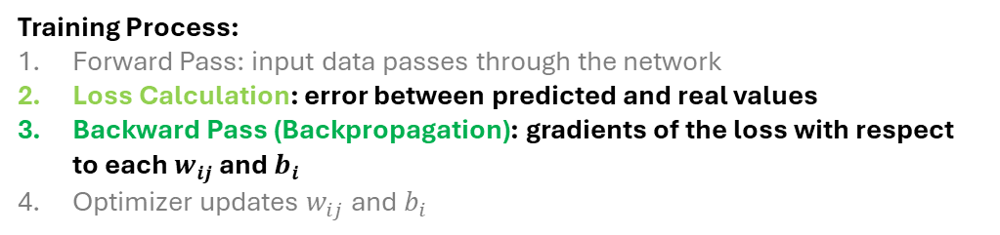 Training Process:
1. Forward Pass: input data passes through the network
2. Loss Calculation: error between predicted and real values
3. Backward Pass (Backpropagation): gradients of the loss with respect
to each w_{ij} and b_i
4. Optimizer updates w_{ij} and b_i